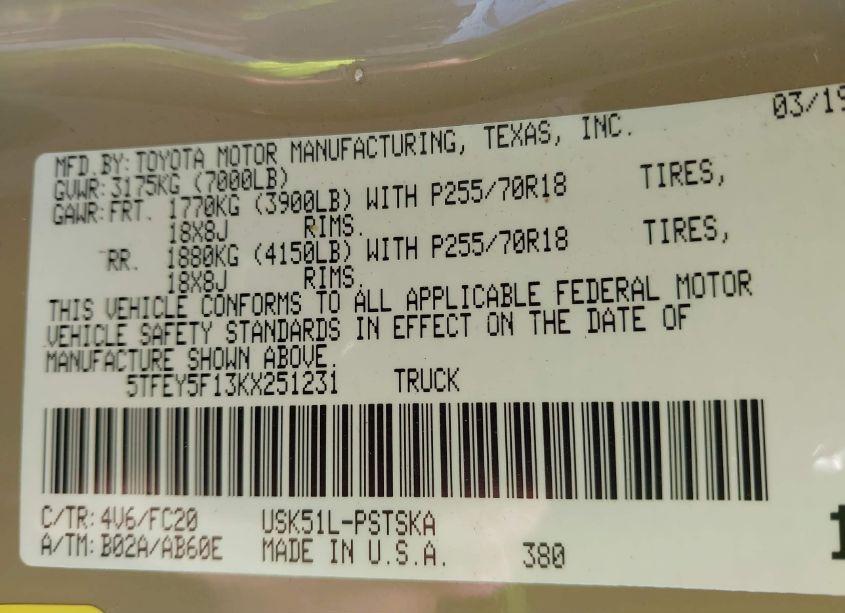 03/19
MFD.BY:TOYOTA MOTOR MANUFACTURING, TEXAS, INC.
GVWR:3175KG (7000LB)
GAWR:FRT. 1770KG (3900LB) WITH P255/70R18 TIRES,
18X8J RIMS.
RR. 1880KG (4150LB) WITH P255/70R18 TIRES,
18X8J RIMS.
THIS VEHICLE CONFORMS TO ALL APPLICABLE FEDERAL MOTOR
VEHICLE SAFETY STANDARDS IN EFFECT ON THE DATE OF
MANUFACTURE SHOWN ABOVE.
5TFEY5F13KX251231 TRUCK
C/TR:4V6/FC20 USK51L-PSTSKA
A/TM:B02A/AB60E MADE IN U.S.A. 380